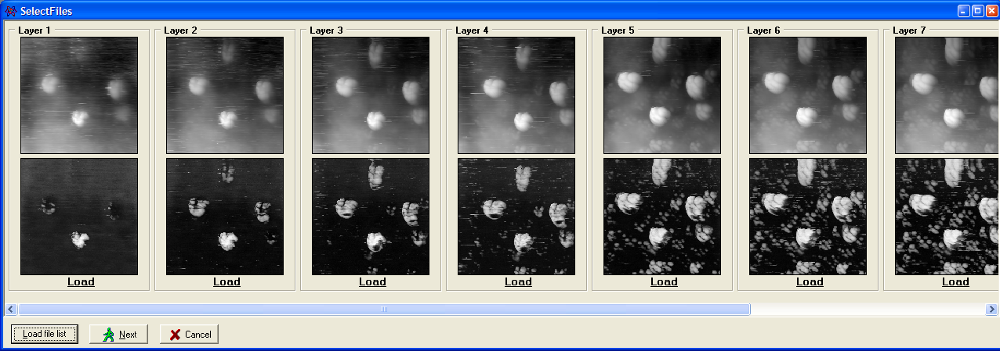 SelectFiles
Layer 1 Layer 2 Layer 3 Layer 4 Layer 5 Layer 6 Layer 7
Load Load Load Load Load Load Load
Load file list Next Cancel